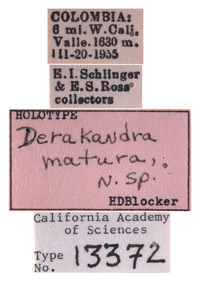 COLOMBIA:
6 mi. W. Cali,
Valle. 1630 m.
III-20-1955
E. I. Schlinger
& E. S. Ross
collectors
HOLOTYPE
Derakandra
matura,.
N. Sp.
HDBlocker
California Academy
of Sciences
Type
No. 13372